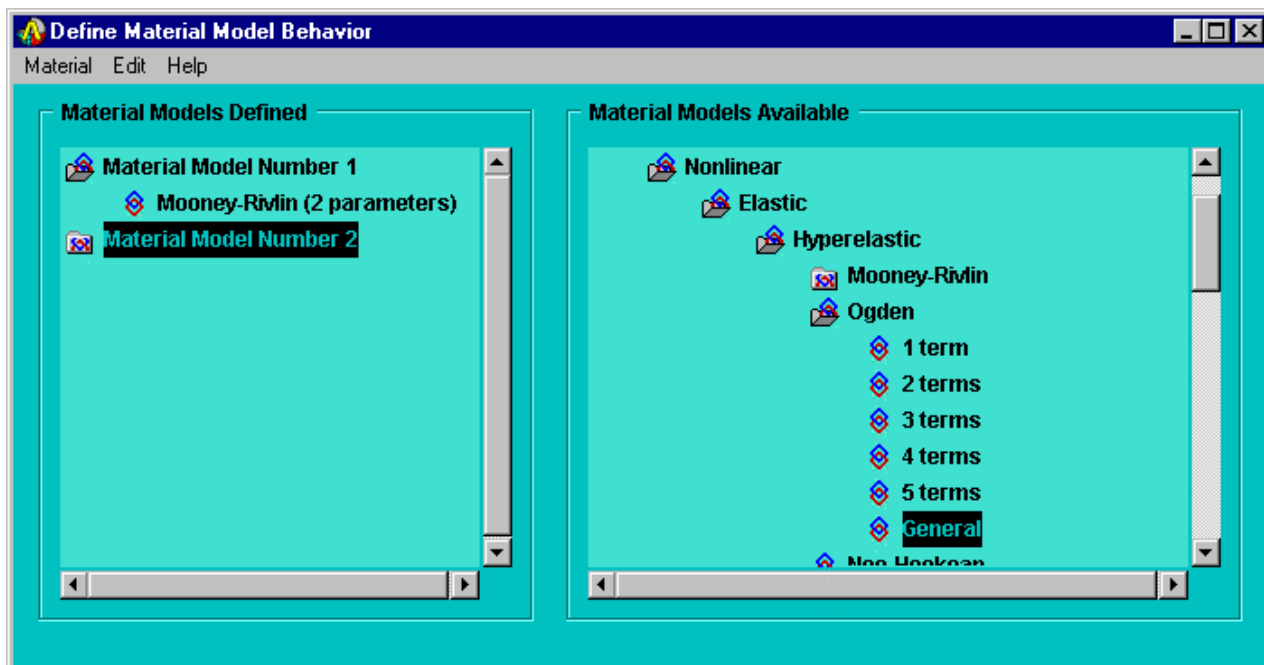 Define Material Model Behavior
Material Edit Help
Material Models Defined
Material Model Number 1
Mooney-Rivlin (2 parameters)
Material Model Number 2
Material Models Available
Nonlinear
Elastic
Hyperelastic
Mooney-Rivlin
Ogden
1 term
2 terms
3 terms
4 terms
5 terms
General
Neo-Hookean